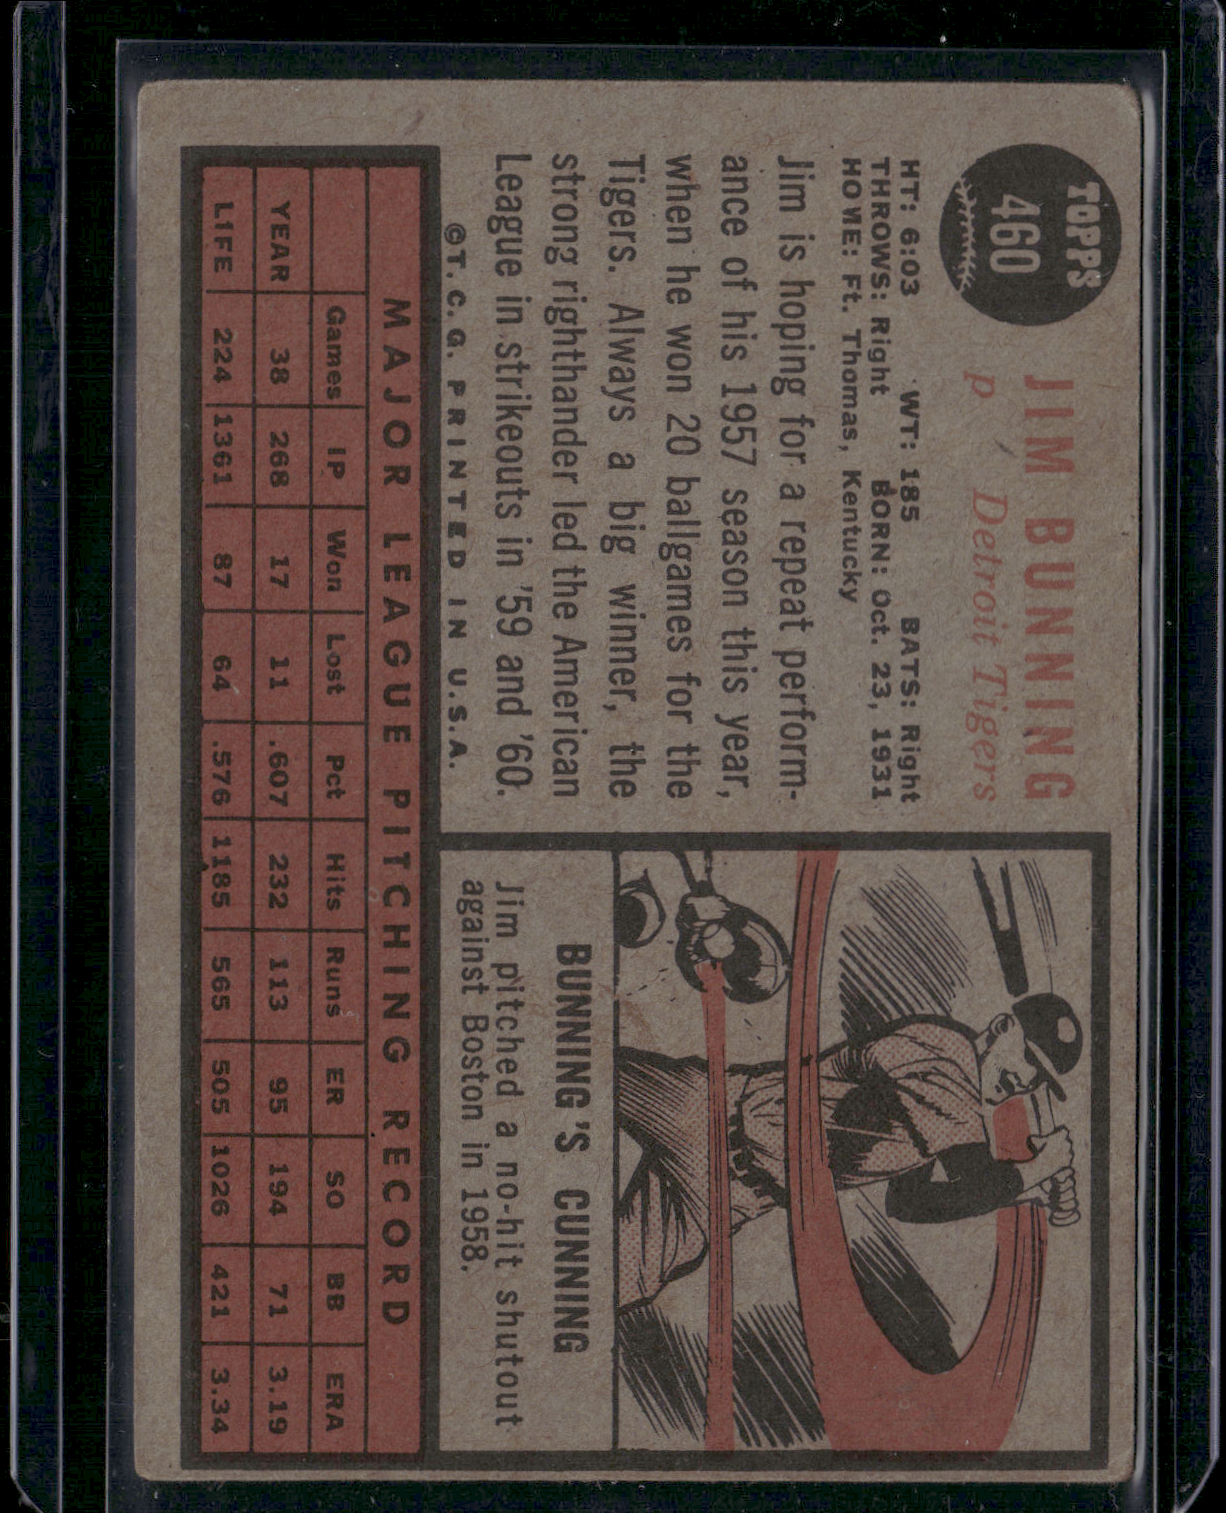 TOPPS
460
JIM BUNNING
p Detroit Tigers
HT: 6:03 WT: 185 BATS: Right
THROWS: Right BORN: Oct. 23, 1931
HOME: Ft. Thomas, Kentucky
Jim is hoping for a repeat perform-
ance of his 1957 season this year,
when he won 20 ballgames for the
Tigers. Always a big winner, the
strong righthander led the American
League in strikeouts in '59 and '60.
©T.C.G. PRINTED IN U.S.A.
BUNNING'S CUNNING
Jim pitched a no-hit shutout
against Boston in 1958.
MAJOR LEAGUE PITCHING RECORD
Games IP Won Lost Pct Hits Runs ER SO BB ERA
YEAR 38 268 17 11 .607 232 113 95 194 71 3.19
LIFE 224 1361 87 64 .576 1185 565 505 1026 421 3.34